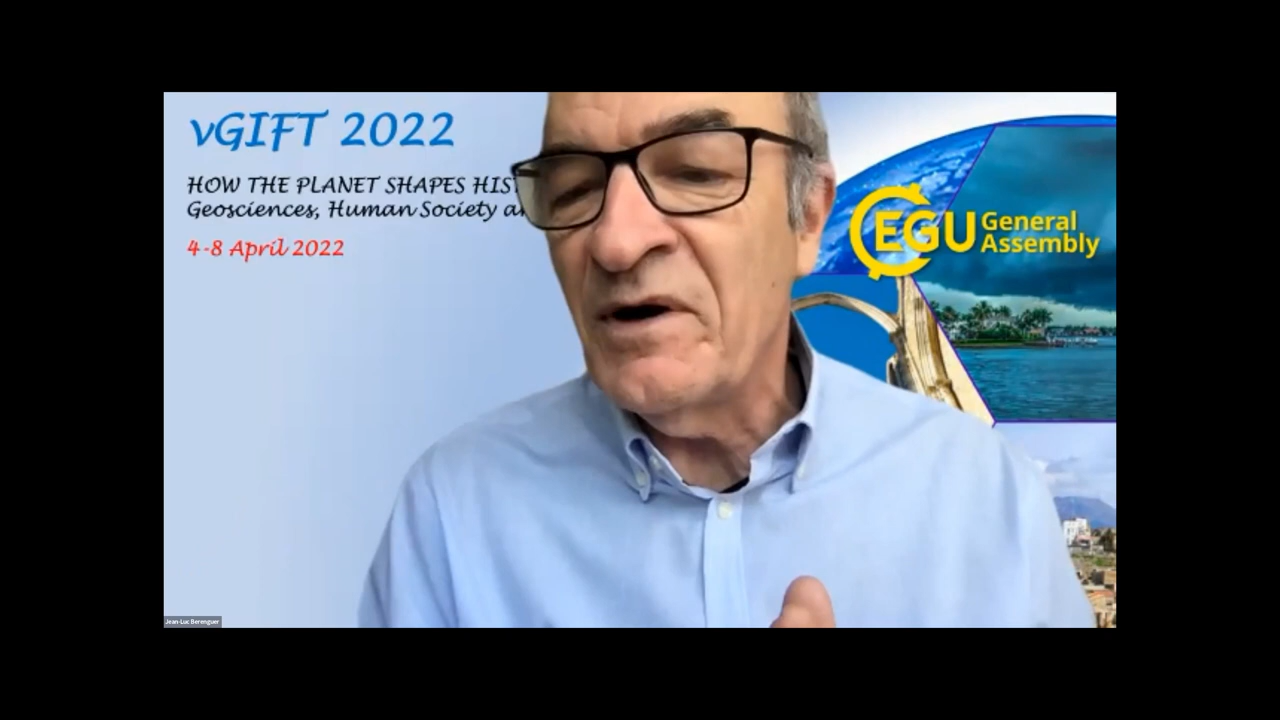 vGIFT 2022
HOW THE PLANET SHAPES HIS
Geosciences, Human Society a
4-8 April 2022
EGU General
Assembly
Jean-Luc Berenguer